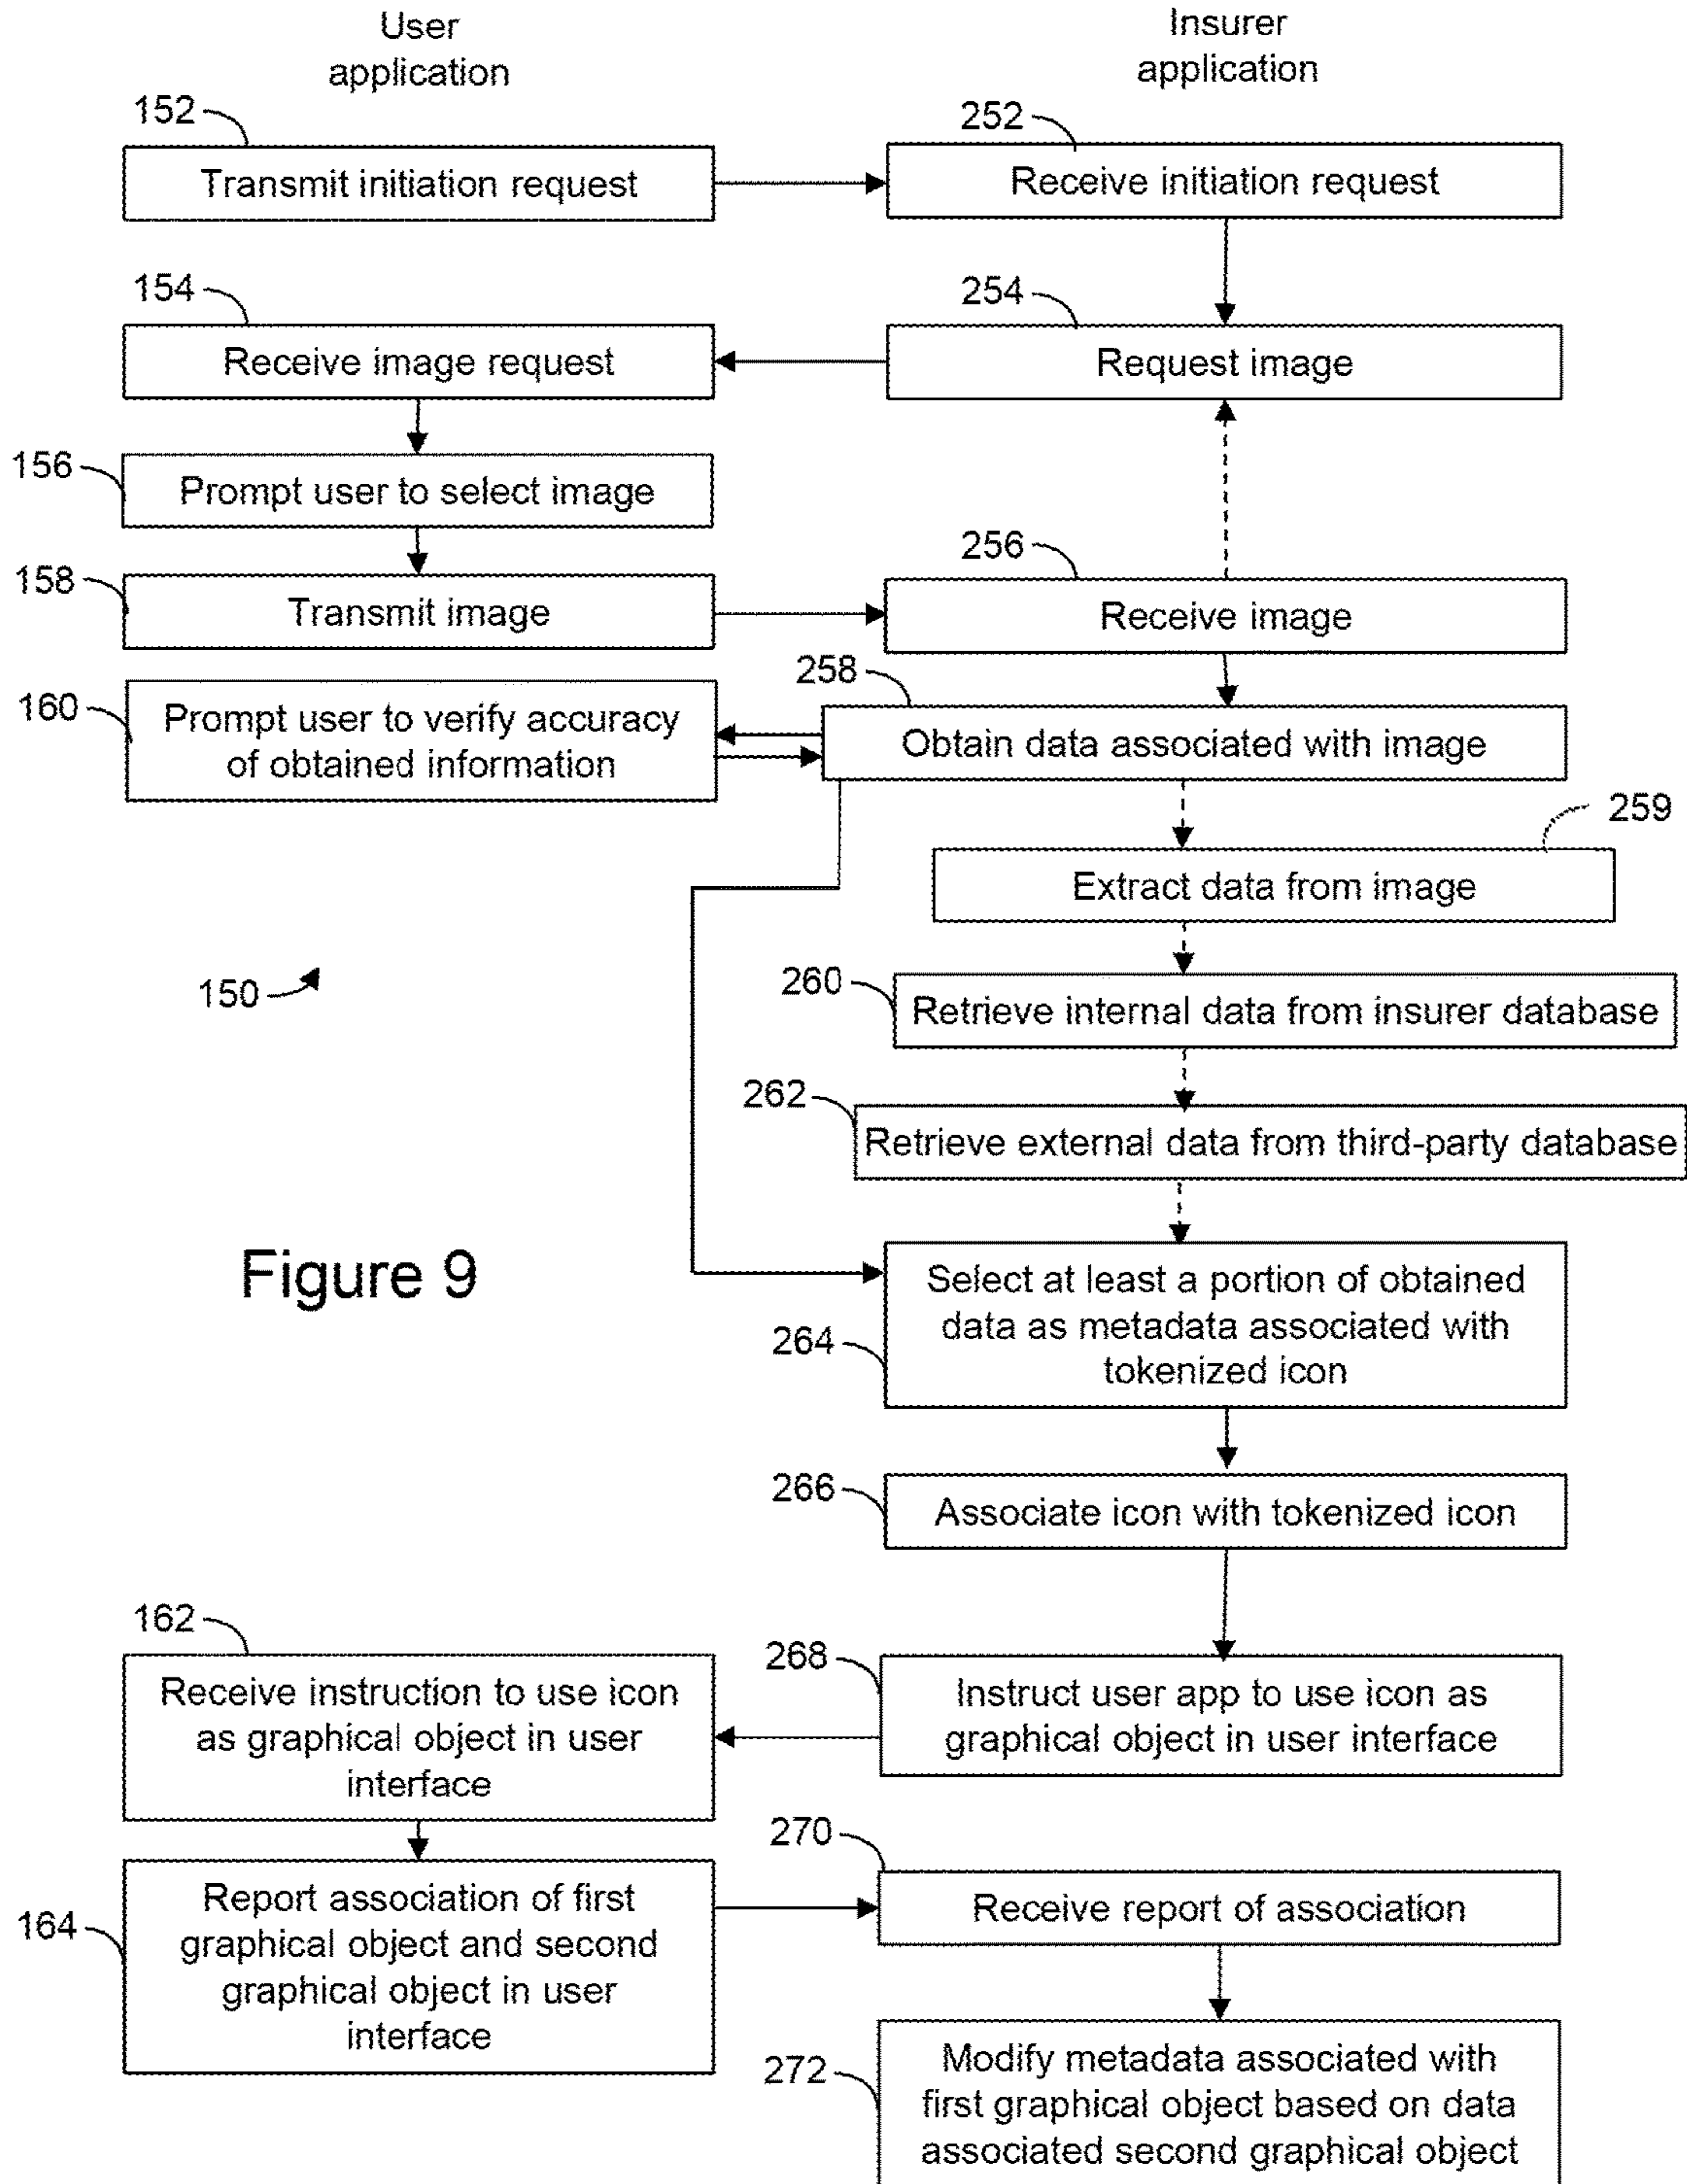 User
application
Insurer
application
152
252
Transmit initiation request
Receive initiation request
154
254
Receive image request
Request image
156
Prompt user to select image
256
158
Transmit image
Receive image
258
160
Prompt user to verify accuracy
of obtained information
Obtain data associated with image
259
Extract data from image
150
260
Retrieve internal data from insurer database
262
Retrieve external data from third-party database
Figure 9
Select at least a portion of obtained
data as metadata associated with
tokenized icon
264
266
Associate icon with tokenized icon
162
268
Receive instruction to use icon
as graphical object in user
interface
Instruct user app to use icon as
graphical object in user interface
270
164
Report association of first
graphical object and second
graphical object in user
interface
Receive report of association
272
Modify metadata associated with
first graphical object based on data
associated second graphical object